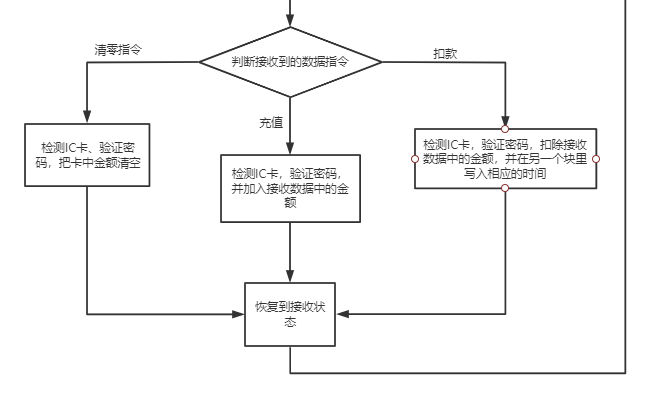 清零指令
判断接收到的数据指令
扣款
充值
检测IC卡、验证密
码，把卡中金额清空
检测IC卡，验证密码，
并加入接收数据中的金
额
检测IC卡，验证密码，扣除接收
数据中的金额，并在另一个块里
写入相应的时间
恢复到接收状
态